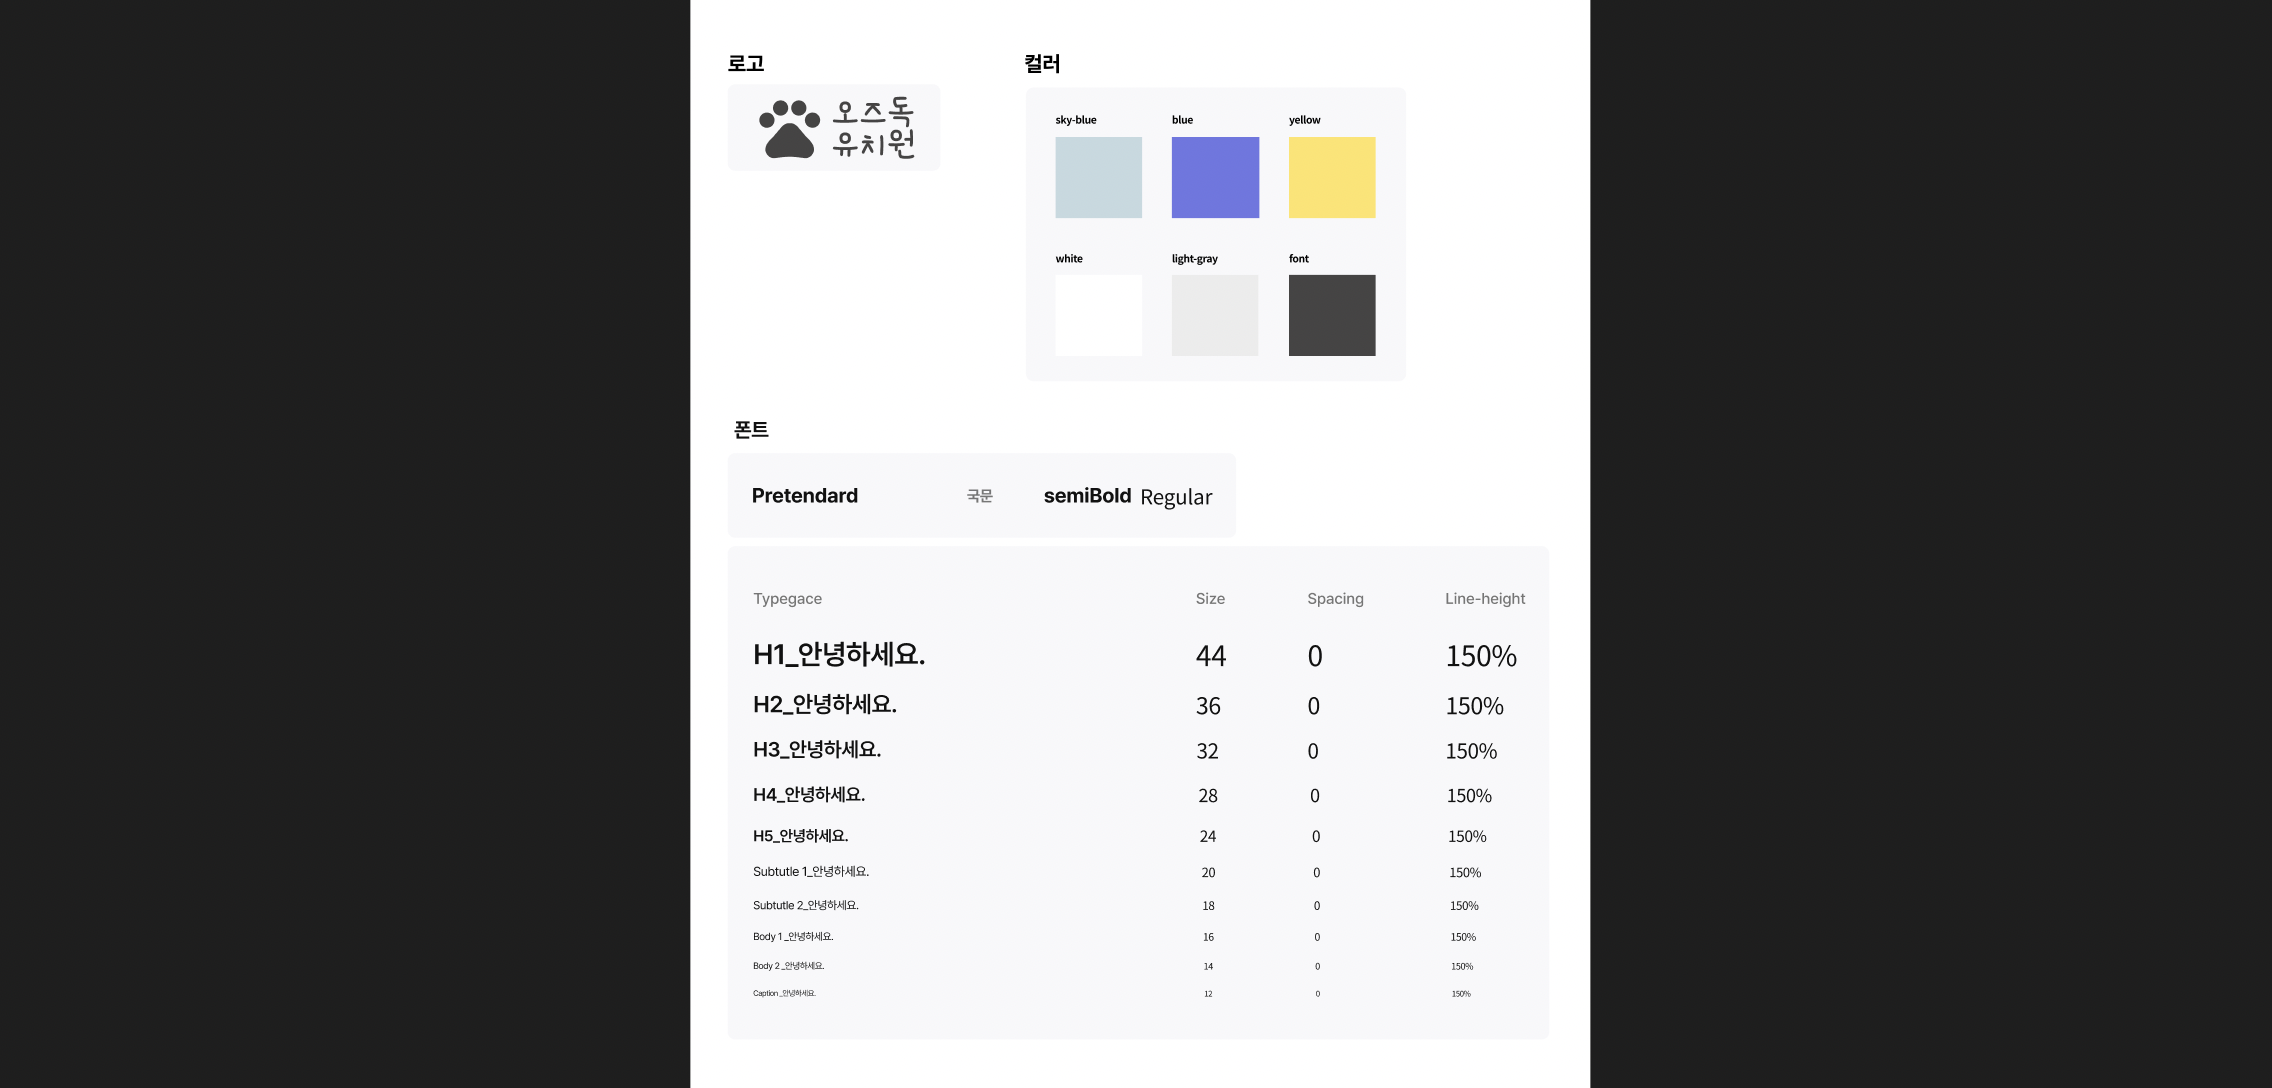 로고
오즈독
유치원
컬러
sky-blue blue yellow
white light-gray font
폰트
Pretendard 국문 semiBold Regular
Typegace Size Spacing Line-height
H1_안녕하세요. 44 0 150%
H2_안녕하세요. 36 0 150%
H3_안녕하세요. 32 0 150%
H4_안녕하세요. 28 0 150%
H5_안녕하세요. 24 0 150%
Subtutle 1_안녕하세요. 20 0 150%
Subtutle 2_안녕하세요. 18 0 150%
Body 1 _안녕하세요. 16 0 150%
Body 2 _안녕하세요. 14 0 150%
Caption _안녕하세요. 12 0 150%